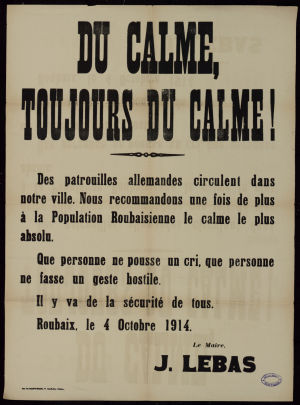 DU CALME,
TOUJOURS DU CALME!
Des patrouilles allemandes circulent dans
notre ville. Nous recommandons une fois de plus
à la Population Roubaisienne le calme le plus
absolu.
Que personne ne pousse un cri, que personne
ne fasse un geste hostile.
Il y va de la sécurité de tous.
Roubaix, le 4 Octobre 1914.
Le Maire,
J. LEBAS